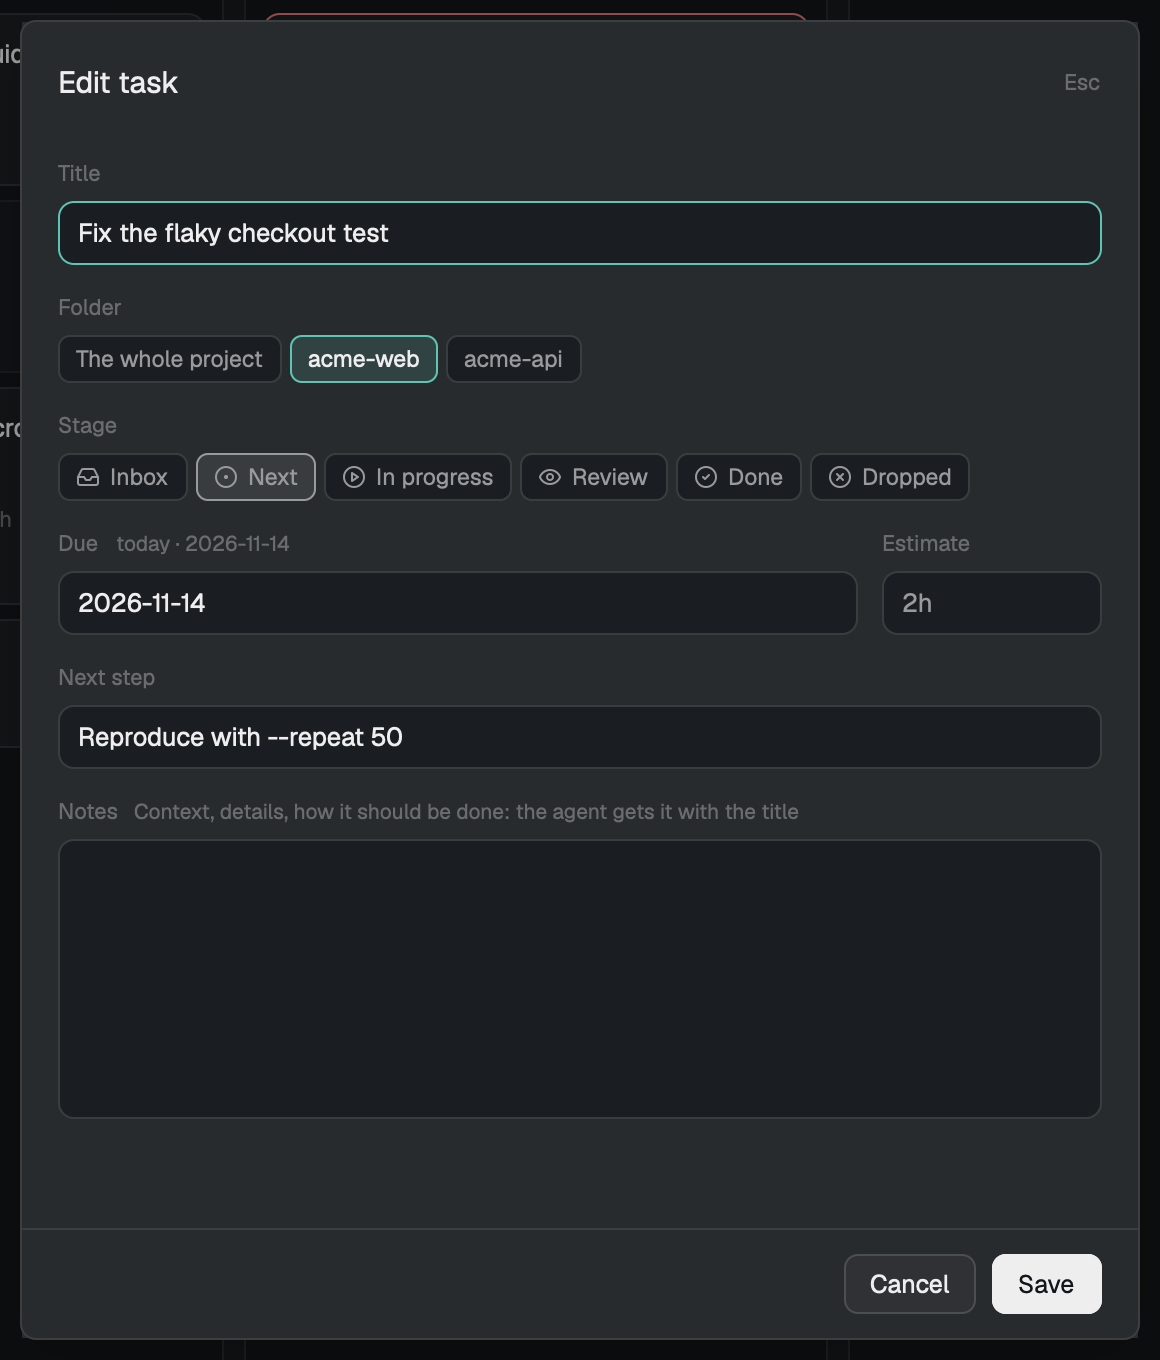 Edit task
Esc
Title
Fix the flaky checkout test
Folder
The whole project
acme-web
acme-api
Stage
Inbox
Next
In progress
Review
Done
Dropped
Due today · 2026-11-14
Estimate
2026-11-14
2h
Next step
Reproduce with --repeat 50
Notes Context, details, how it should be done: the agent gets it with the title
Cancel
Save